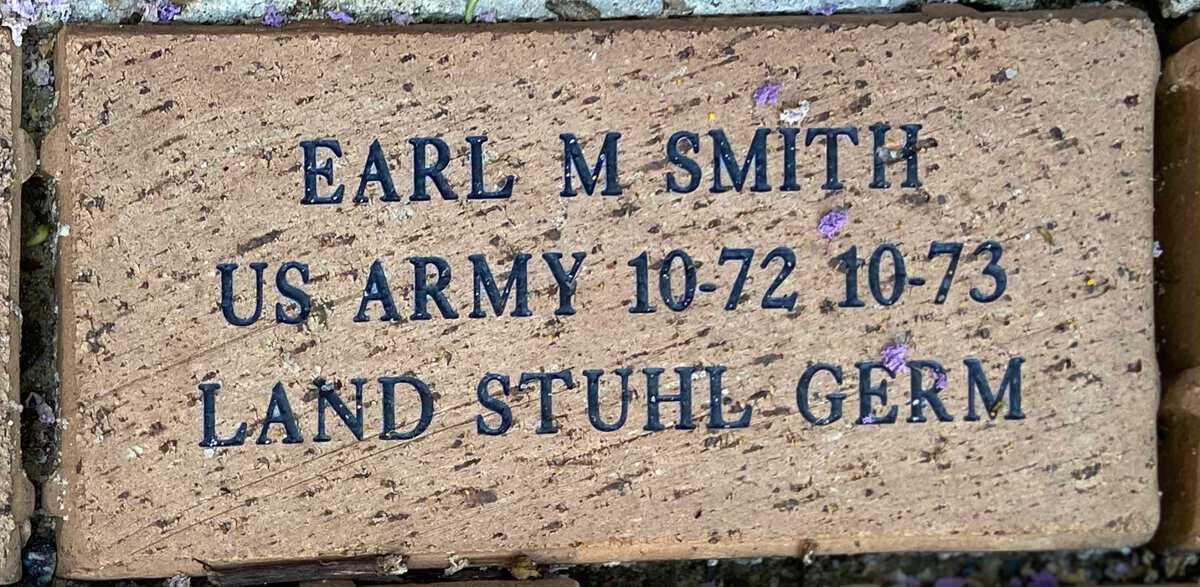 EARL M SMITH
US ARMY 10-72 10-73
LAND STUHL GERM